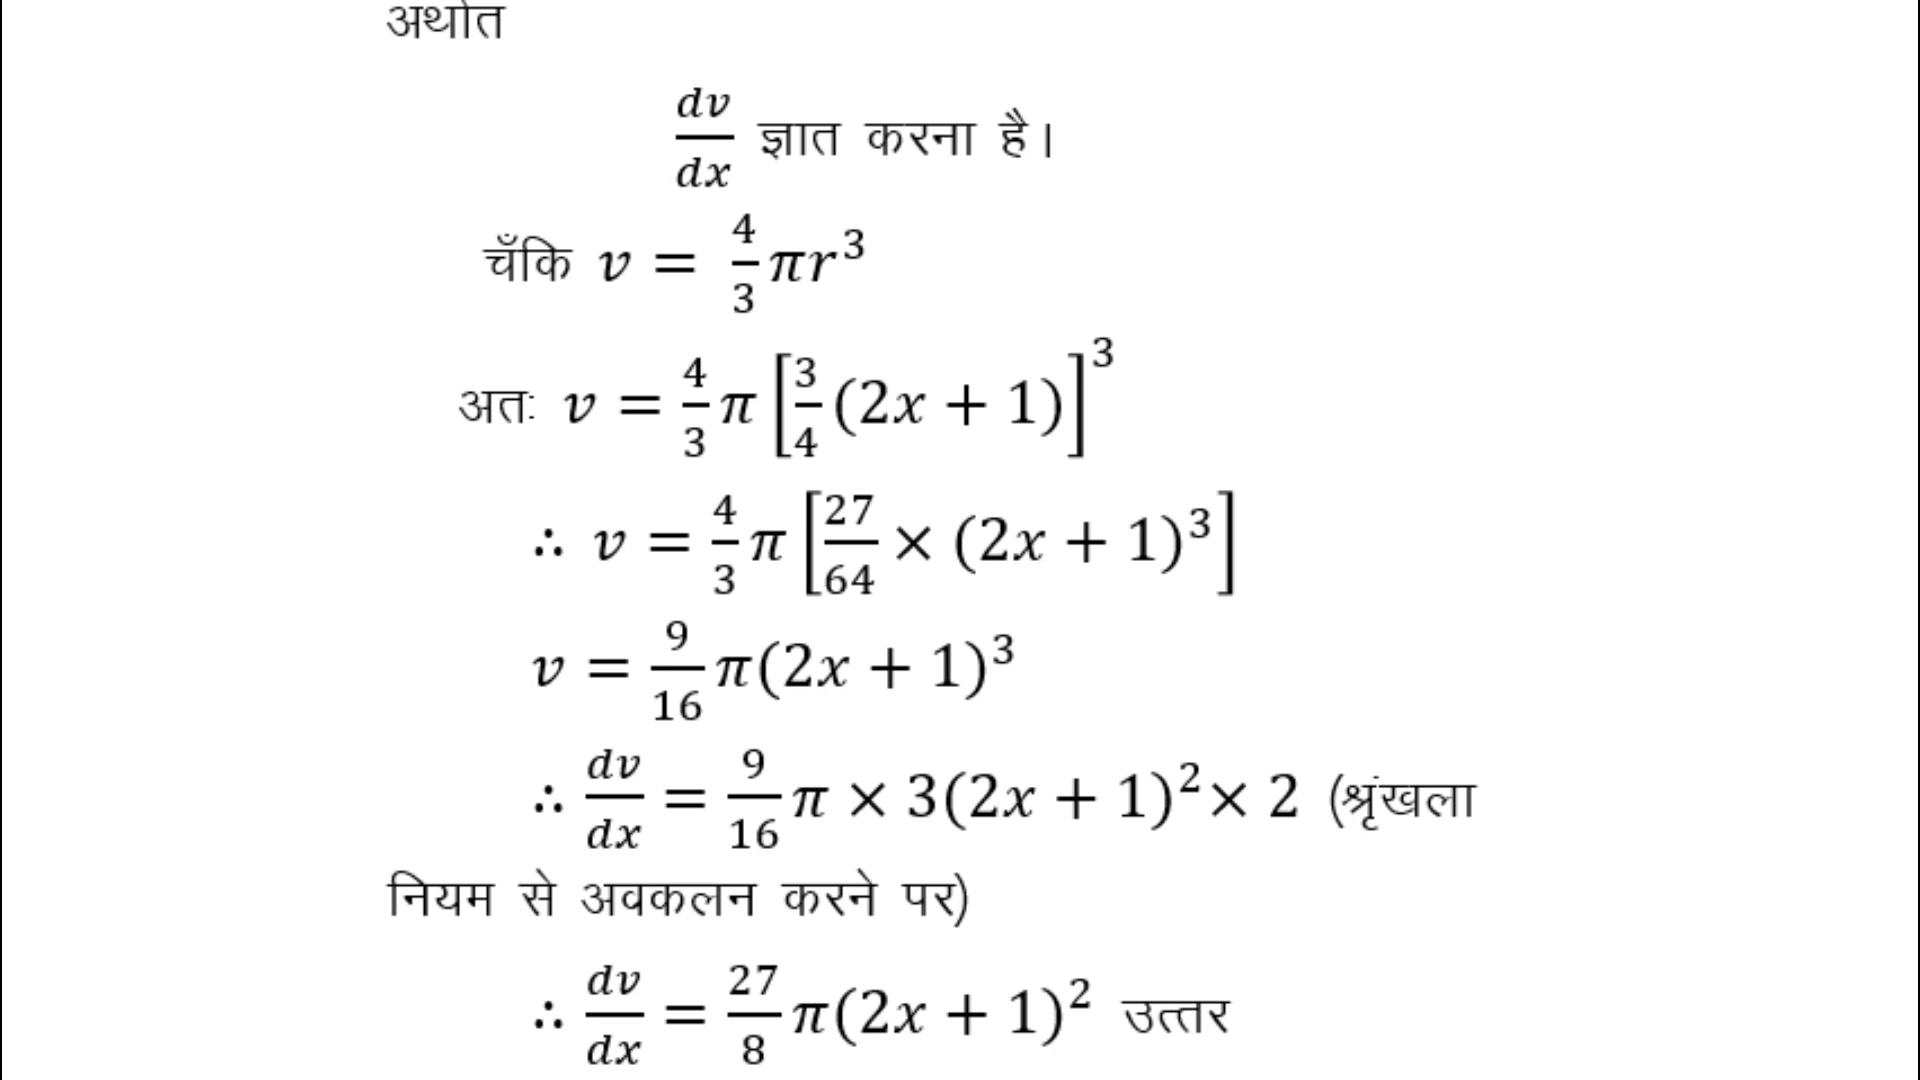 अर्थात
dv/dx ज्ञात करना है।
चँकि v = 4/3 πr³
अतः v = 4/3 π [3/4 (2x + 1)]³
∴ v = 4/3 π [27/64 × (2x + 1)³]
v = 9/16 π(2x + 1)³
∴ dv/dx = 9/16 π × 3(2x + 1)² × 2 (श्रृंखला
नियम से अवकलन करने पर)
∴ dv/dx = 27/8 π(2x + 1)² उत्तर